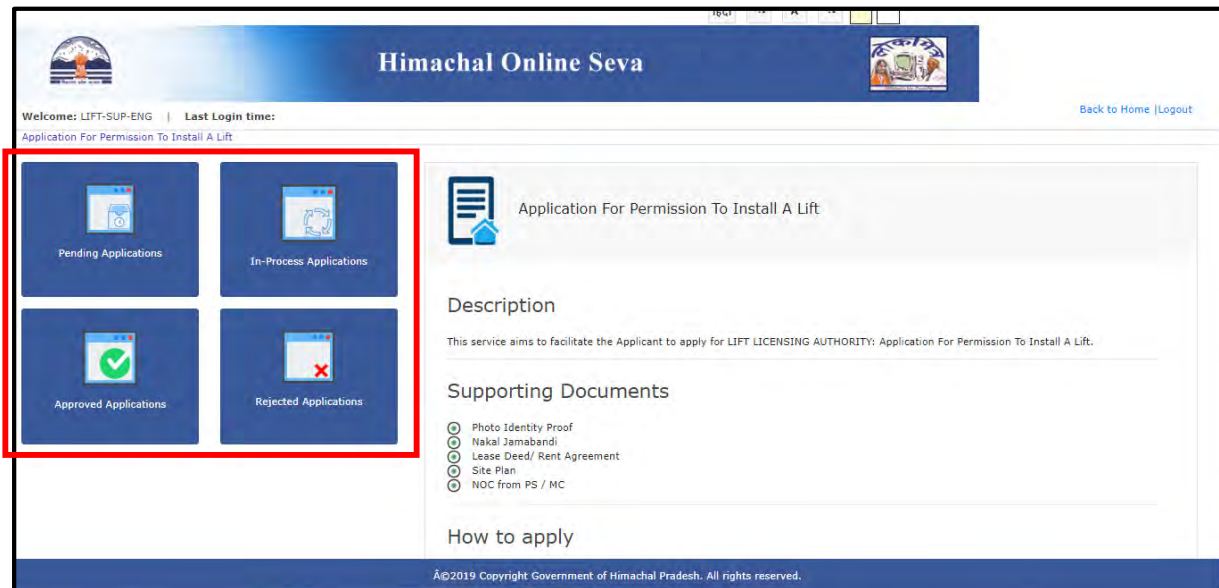 A
Himachal Online Seva
Back to Home |Logout
Welcome: LIFT-SUP-ENG | Last Login time:
Application For Permission To Install A Lift
Pending Applications
In-Process Applications
Approved Applications
Rejected Applications
Application For Permission To Install A Lift
Description
This service aims to facilitate the Applicant to apply for LIFT LICENSING AUTHORITY: Application For Permission To Install A Lift.
Supporting Documents
Photo Identity Proof
Nakal Jamabandi
Lease Deed/ Rent Agreement
Site Plan
NOC from PS / MC
How to apply
Â©2019 Copyright Government of Himachal Pradesh. All rights reserved.